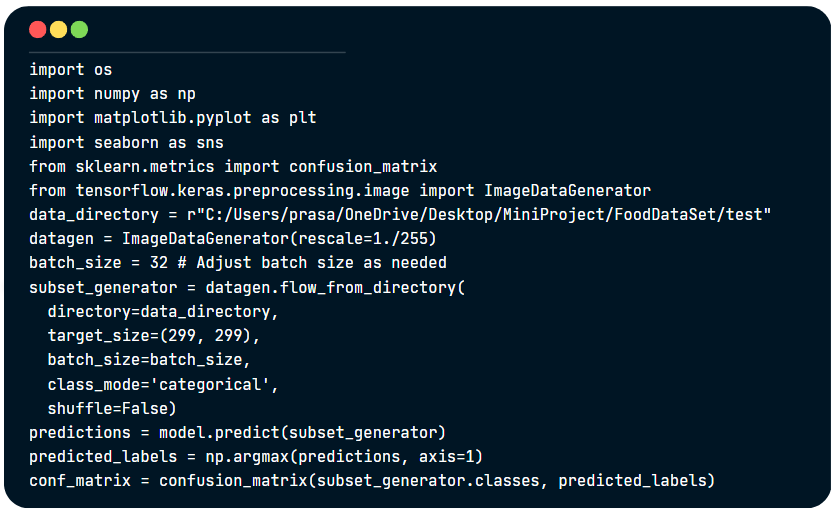 import os
import numpy as np
import matplotlib.pyplot as plt
import seaborn as sns
from sklearn.metrics import confusion_matrix
from tensorflow.keras.preprocessing.image import ImageDataGenerator
data_directory = r"C:/Users/prasa/OneDrive/Desktop/MiniProject/FoodDataSet/test"
datagen = ImageDataGenerator(rescale=1./255)
batch_size = 32 # Adjust batch size as needed
subset_generator = datagen.flow_from_directory(
  directory=data_directory,
  target_size=(299, 299),
  batch_size=batch_size,
  class_mode='categorical',
  shuffle=False)
predictions = model.predict(subset_generator)
predicted_labels = np.argmax(predictions, axis=1)
conf_matrix = confusion_matrix(subset_generator.classes, predicted_labels)